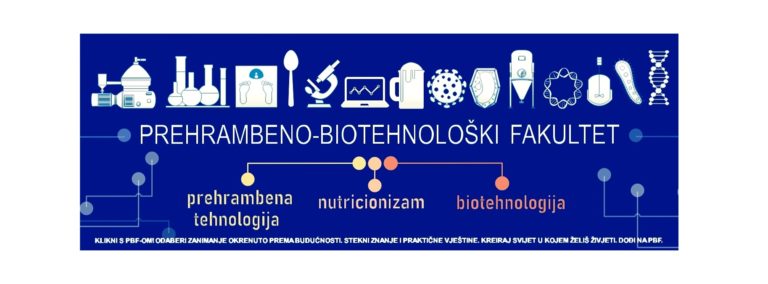 PREHRAMBENO-BIOTEHNOLOŠKI FAKULTET
prehrambena
tehnologija
nutricionizam
biotehnologija
KLIKNI S PBF-OM! ODABERI ZANIMANJE OKRENUTO PREMA BUDUĆNOSTI. STEKNI ZNANJE I PRAKTIČNE VJEŠTINE. KREIRAJ SVIJET U KOJEM ŽELIŠ ŽIVJETI. DOĐI NA PBF.